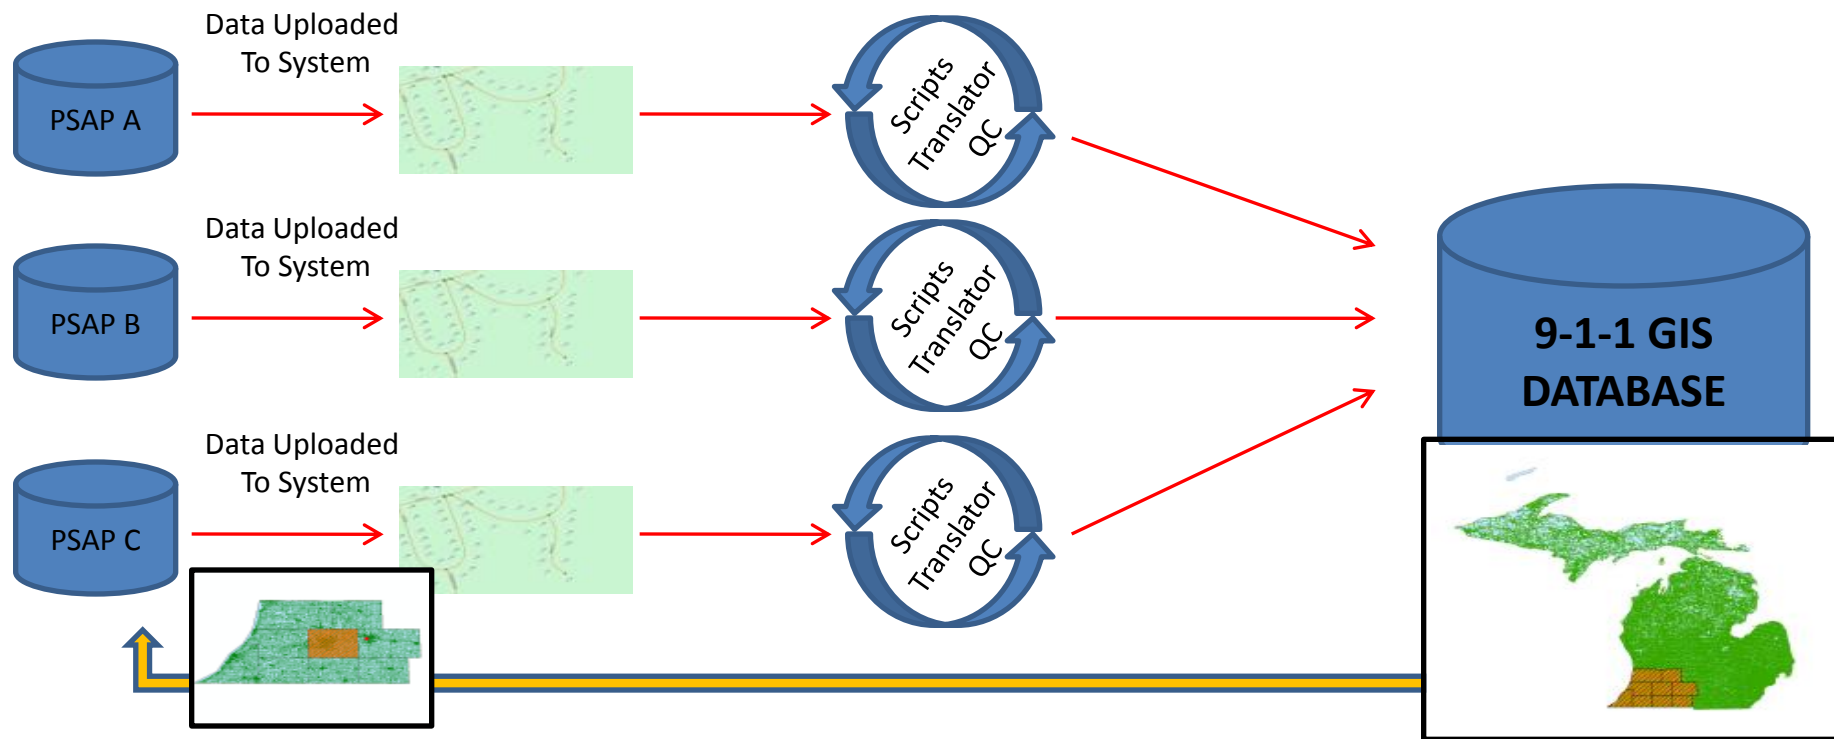 Data Uploaded
To System
PSAP A
Scripts
Translator
QC
Data Uploaded
To System
PSAP B
Scripts
Translator
QC
9-1-1 GIS
DATABASE
Data Uploaded
To System
PSAP C
Scripts
Translator
QC